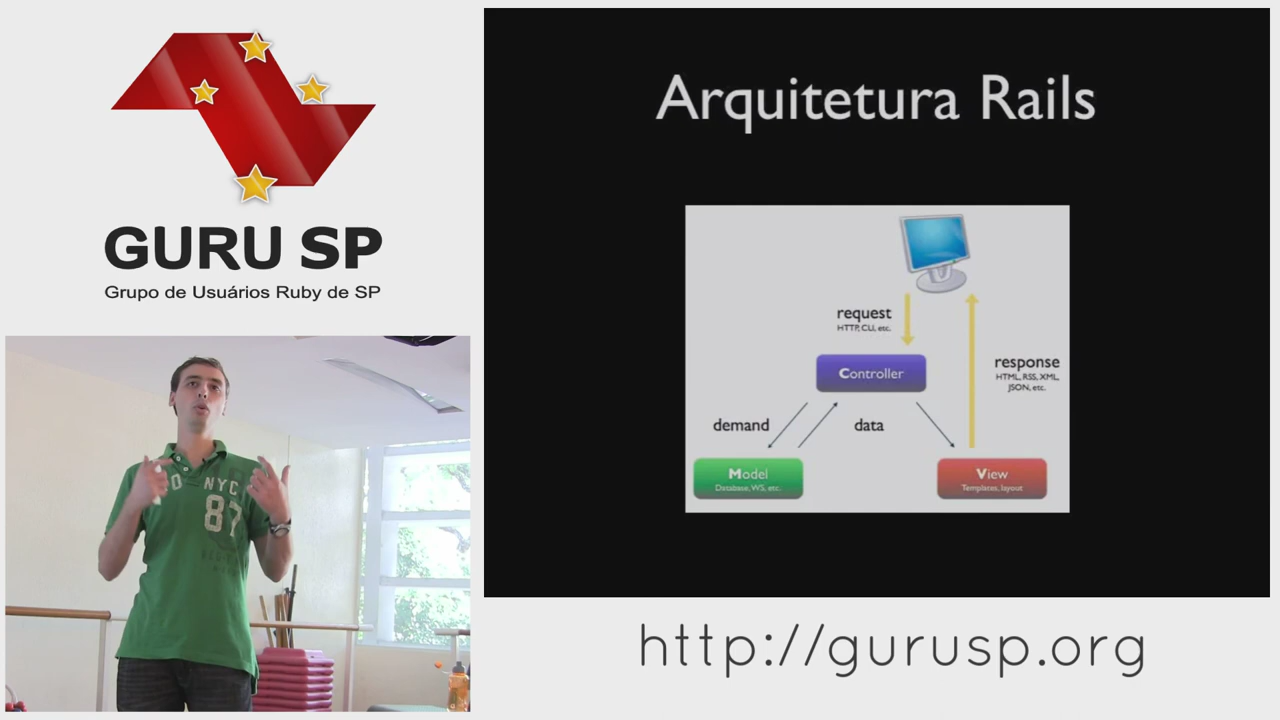 GURU SP
Grupo de Usuários Ruby de SP
NYC
87
Arquitetura Rails
request
HTTP, CLI, etc.
Controller
response
HTML, RSS, XML,
JSON, etc.
demand
data
Model
Database, WS, etc.
View
Templates, layout
http://gurusp.org